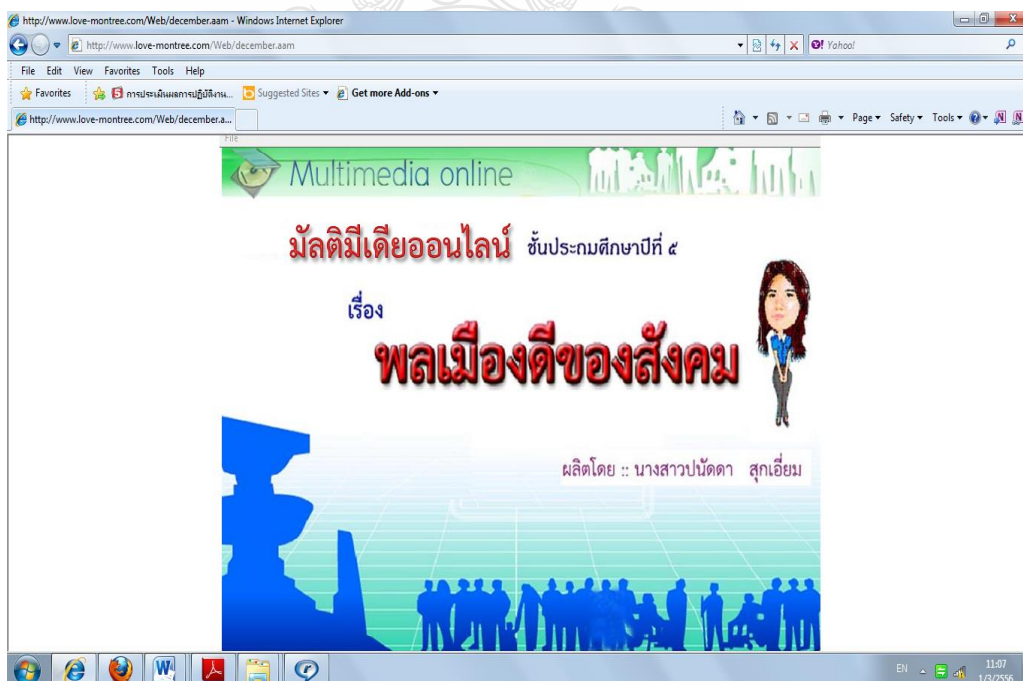 http://www.love-montree.com/Web/december.aam - Windows Internet Explorer
http://www.love-montree.com/Web/december.aam
Yahoo!
File Edit View Favorites Tools Help
Favorites การประเมินผลการปฏิบัติงาน... Suggested Sites Get more Add-ons
http://www.love-montree.com/Web/december.a...
Page Safety Tools
File
Multimedia online
มัลติมีเดียออนไลน์ ชั้นประถมศึกษาปีที่ ๕
เรื่อง
พลเมืองดีของสังคม
ผลิตโดย :: นางสาวปนัดดา สุกเอี่ยม
EN 11:07
1/3/2556